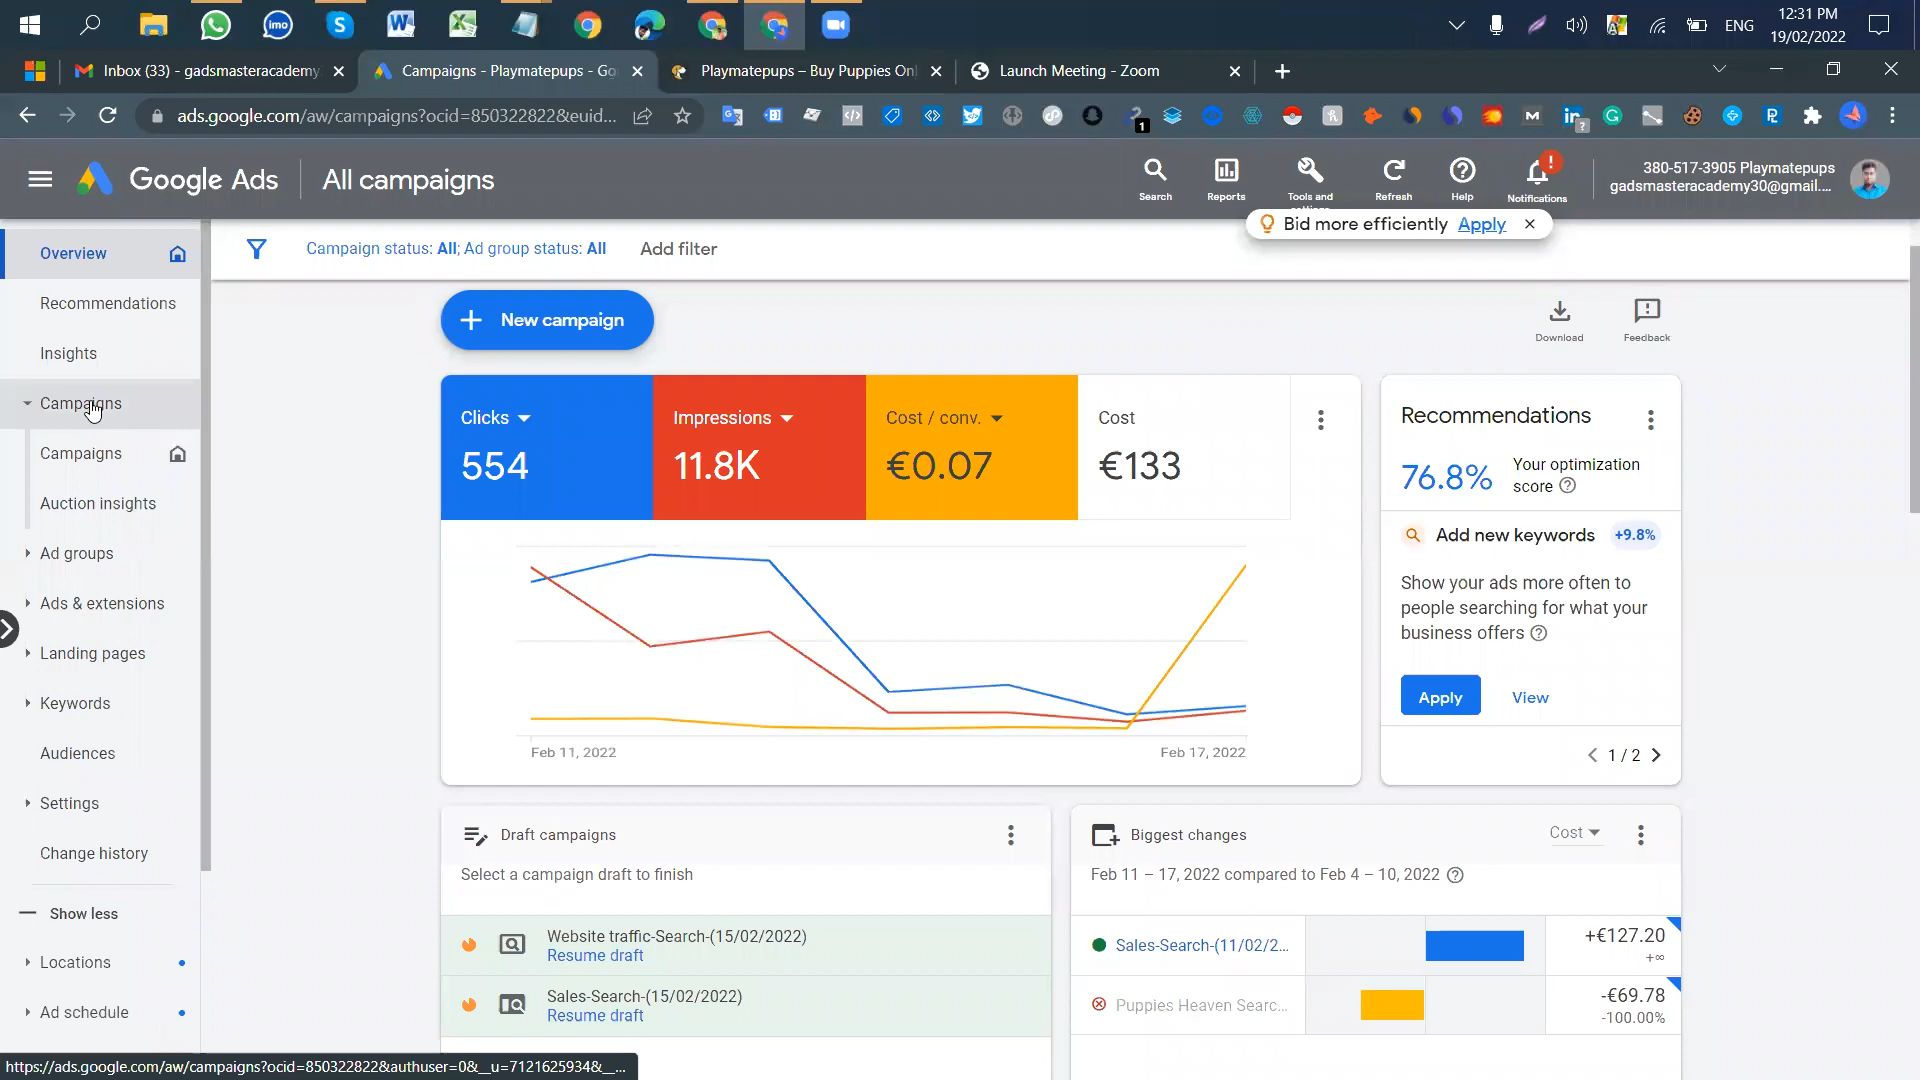 ENG
12:31 PM
19/02/2022
Inbox (33) - gadsmasteracademy
Campaigns - Playmatepups - Go
Playmatepups – Buy Puppies Onl
Launch Meeting - Zoom
ads.google.com/aw/campaigns?ocid=850322822&euid...
Google Ads
All campaigns
Search
Reports
Tools and
Refresh
Help
Notifications
380-517-3905 Playmatepups
gadsmasteracademy30@gmail....
Bid more efficiently Apply
Overview
Recommendations
Insights
Campaigns
Campaigns
Auction insights
Ad groups
Ads & extensions
Landing pages
Keywords
Audiences
Settings
Change history
Show less
Locations
Ad schedule
Campaign status: All; Ad group status: All Add filter
New campaign
Download
Feedback
Clicks
554
Impressions
11.8K
Cost / conv.
€0.07
Cost
€133
Feb 11, 2022
Feb 17, 2022
Recommendations
76.8%
Your optimization
score
Add new keywords +9.8%
Show your ads more often to
people searching for what your
business offers
Apply
View
1 / 2
Draft campaigns
Select a campaign draft to finish
Website traffic-Search-(15/02/2022)
Resume draft
Sales-Search-(15/02/2022)
Resume draft
Biggest changes
Cost
Feb 11 – 17, 2022 compared to Feb 4 – 10, 2022
Sales-Search-(11/02/2...
+€127.20
+∞
Puppies Heaven Searc...
-€69.78
-100.00%
https://ads.google.com/aw/campaigns?ocid=850322822&authuser=0&__u=7121625934&__...